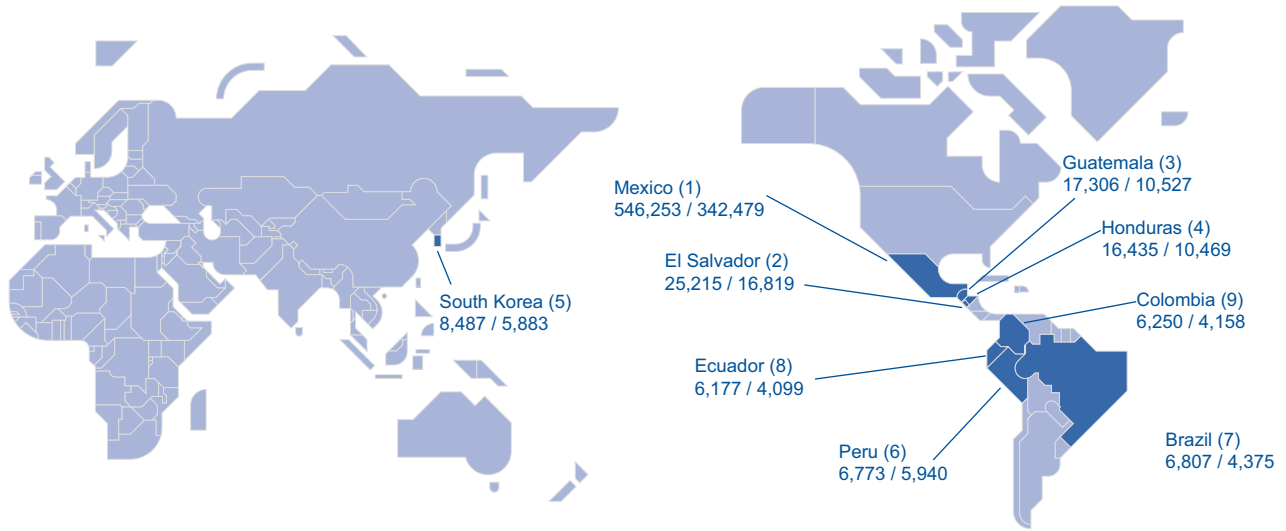 Mexico (1)
546,253 / 342,479
El Salvador (2)
25,215 / 16,819
Guatemala (3)
17,306 / 10,527
Honduras (4)
16,435 / 10,469
South Korea (5)
8,487 / 5,883
Colombia (9)
6,250 / 4,158
Ecuador (8)
6,177 / 4,099
Peru (6)
6,773 / 5,940
Brazil (7)
6,807 / 4,375